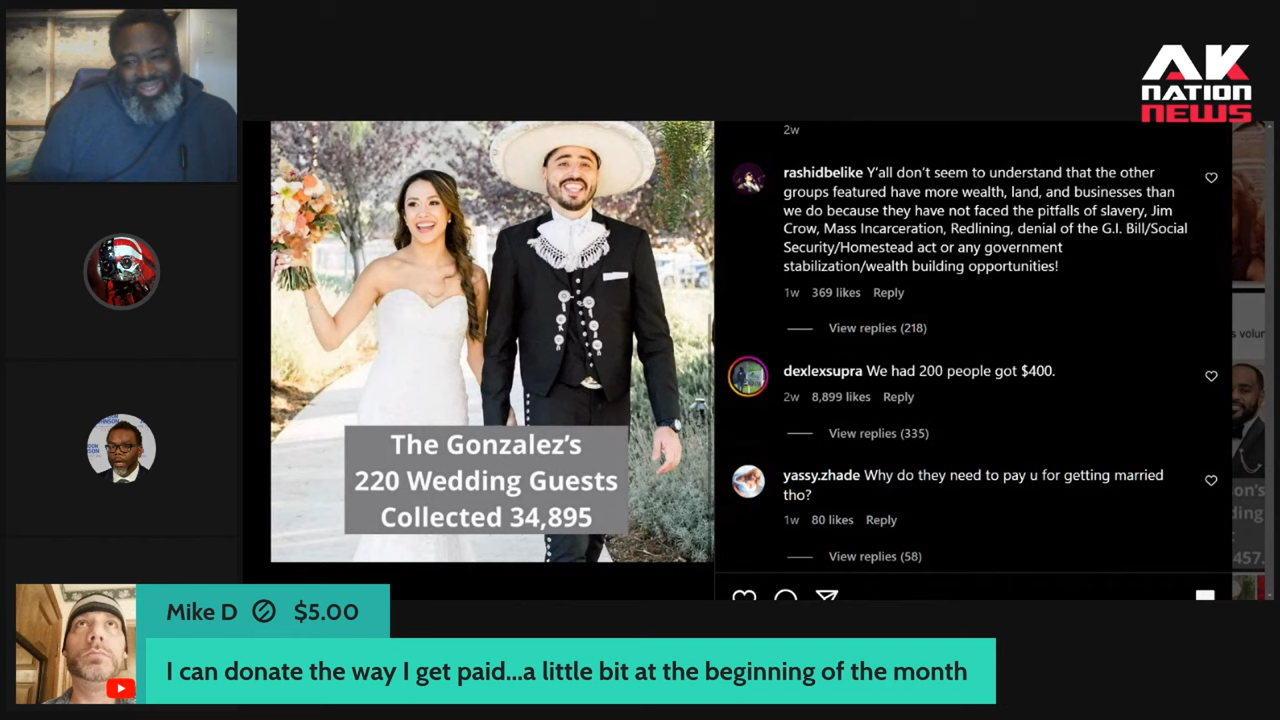 AK
NATION
NEWS
2w
rashidbelike Y'all don't seem to understand that the other
groups featured have more wealth, land, and businesses than
we do because they have not faced the pitfalls of slavery, Jim
Crow, Mass Incarceration, Redlining, denial of the G.I. Bill/Social
Security/Homestead act or any government
stabilization/wealth building opportunities!
1w 369 likes Reply
View replies (218)
dexlexsupra We had 200 people got $400.
2w 8,899 likes Reply
View replies (335)
yassy.zhade Why do they need to pay u for getting married
tho?
1w 80 likes Reply
View replies (58)
The Gonzalez's
220 Wedding Guests
Collected 34,895
Mike D $5.00
I can donate the way I get paid...a little bit at the beginning of the month